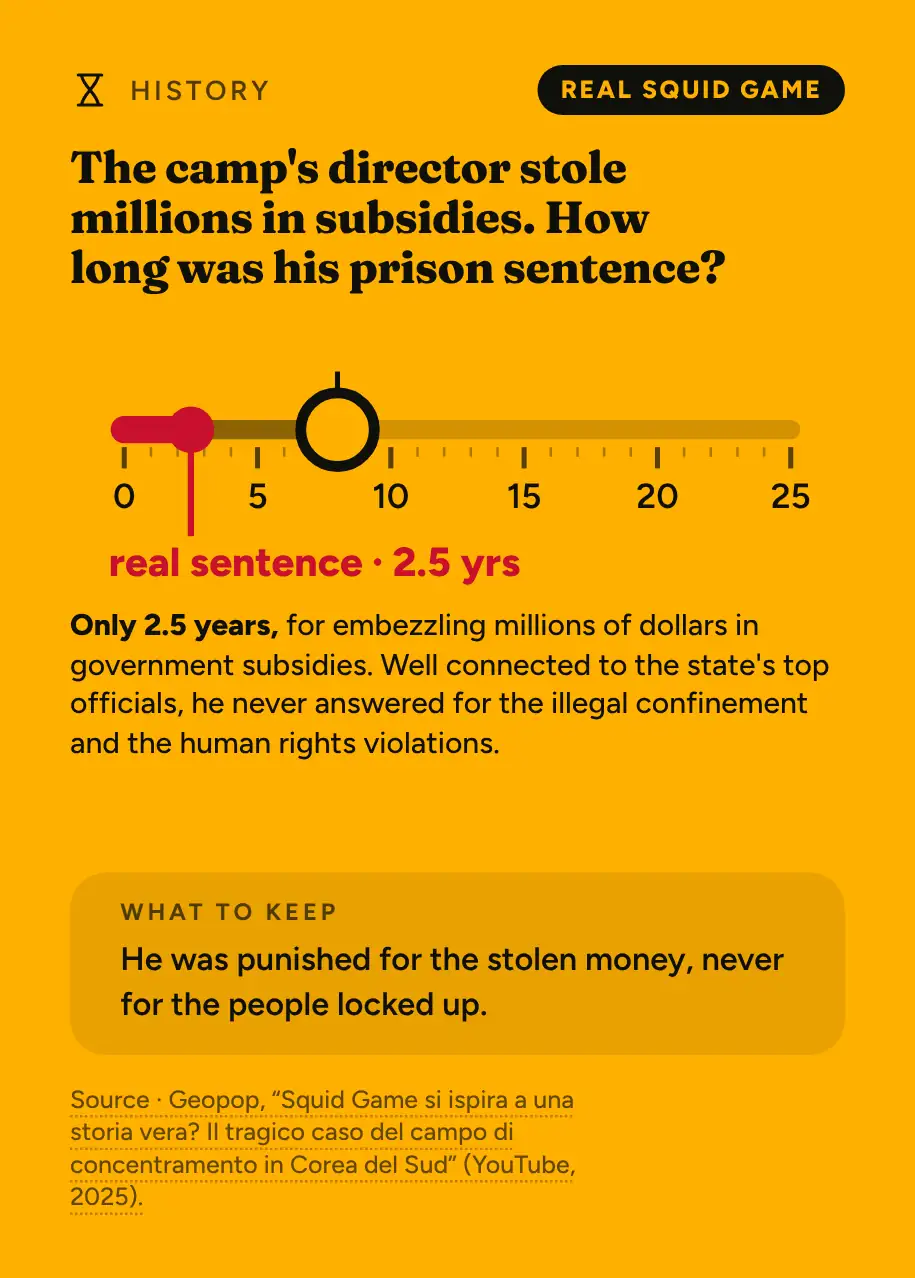 HISTORY
REAL SQUID GAME
The camp's director stole
millions in subsidies. How
long was his prison sentence?
0 5 10 15 20 25
real sentence · 2.5 yrs
Only 2.5 years, for embezzling millions of dollars in
government subsidies. Well connected to the state's top
officials, he never answered for the illegal confinement
and the human rights violations.
WHAT TO KEEP
He was punished for the stolen money, never
for the people locked up.
Source · Geopop, “Squid Game si ispira a una
storia vera? Il tragico caso del campo di
concentramento in Corea del Sud” (YouTube,
2025).